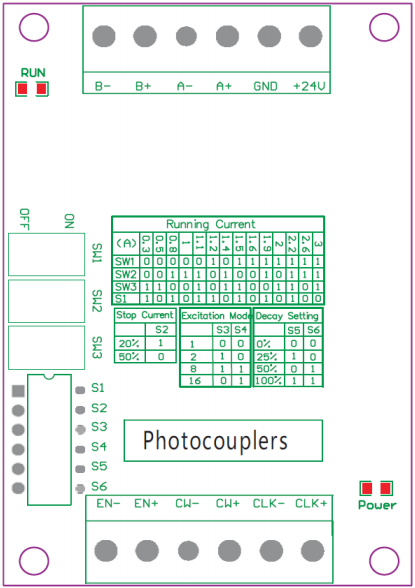 B- B+ A- A+ GND +24V
RUN
OFF ON
SW1
SW2
SW3
Running Current
(A) 0.3 0.5 0.8 1 1.1 1.2 1.4 1.5 1.6 1.9 2 2.2 2.6 3
SW1 0 0 0 0 0 1 0 1 1 1 1 1 1 1
SW2 0 0 1 1 1 0 1 0 0 1 0 1 1 1
SW3 1 1 0 0 1 0 1 0 1 0 1 0 1 1
S1 1 0 1 0 1 1 0 0 1 1 0 0 1 0
Stop Current
S2
20% 1
50% 0
Excitation Mode
S3 S4
1 0 0
2 1 0
8 1 1
16 0 1
Decay Setting
S5 S6
0% 0 0
25% 1 0
50% 0 1
100% 1 1
S1
S2
S3
S4
S5
S6
Photocouplers
Power
EN- EN+ CW- CW+ CLK- CLK+